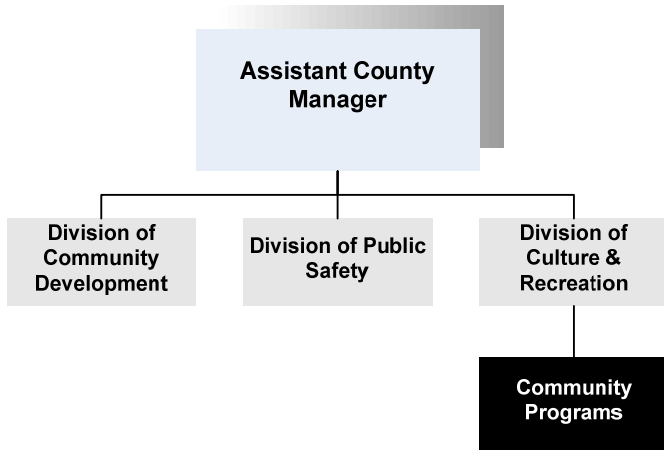 Assistant County
Manager
Division of
Community
Development
Division of Public
Safety
Division of
Culture &
Recreation
Community
Programs